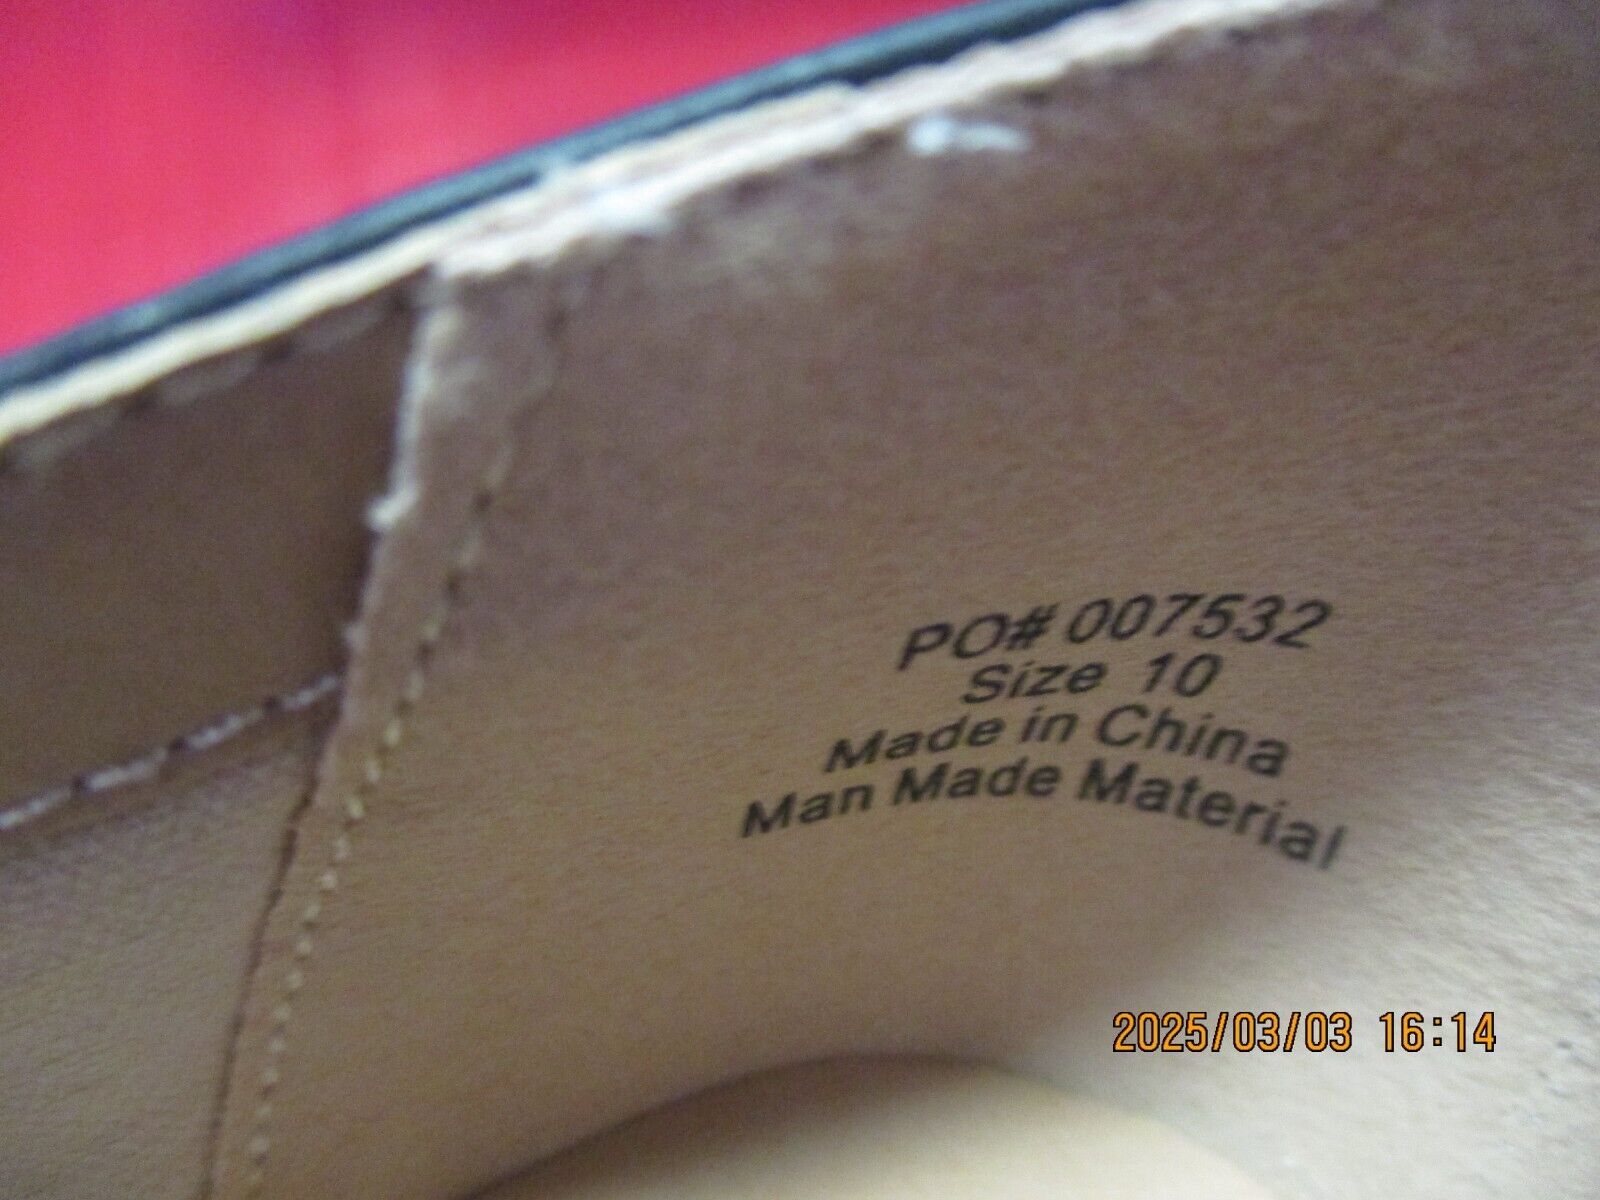 PO# 007532
Size 10
Made in China
Man Made Material
2025/03/03 16:14